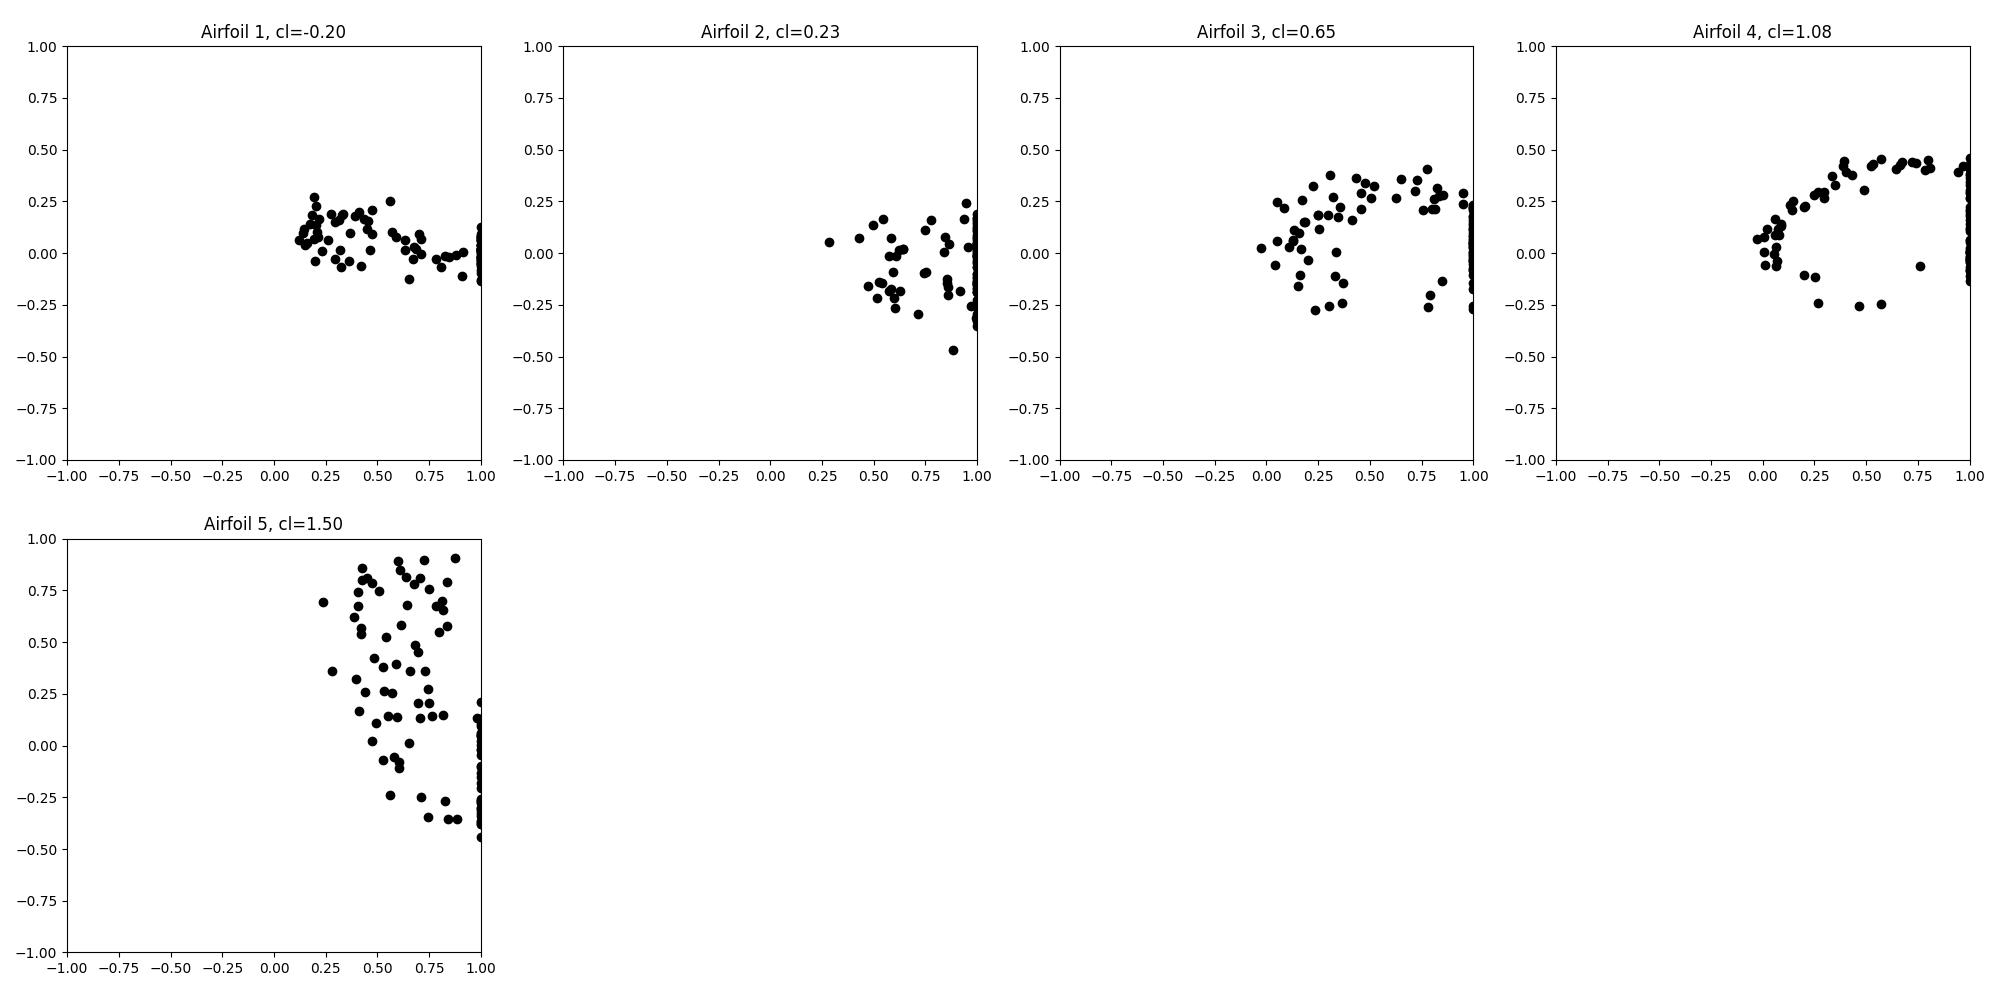 Airfoil 1, cl=-0.20
Airfoil 2, cl=0.23
Airfoil 3, cl=0.65
Airfoil 4, cl=1.08
1.00 1.00 1.00 1.00
0.75 0.75 0.75 0.75
0.50 0.50 0.50 0.50
0.25 0.25 0.25 0.25
0.00 0.00 0.00 0.00
−0.25 −0.25 −0.25 −0.25
−0.50 −0.50 −0.50 −0.50
−0.75 −0.75 −0.75 −0.75
−1.00 −1.00 −1.00 −1.00
−1.00 −0.75 −0.50 −0.25 0.00 0.25 0.50 0.75 1.00
−1.00 −0.75 −0.50 −0.25 0.00 0.25 0.50 0.75 1.00
−1.00 −0.75 −0.50 −0.25 0.00 0.25 0.50 0.75 1.00
−1.00 −0.75 −0.50 −0.25 0.00 0.25 0.50 0.75 1.00
Airfoil 5, cl=1.50
1.00
0.75
0.50
0.25
0.00
−0.25
−0.50
−0.75
−1.00
−1.00 −0.75 −0.50 −0.25 0.00 0.25 0.50 0.75 1.00